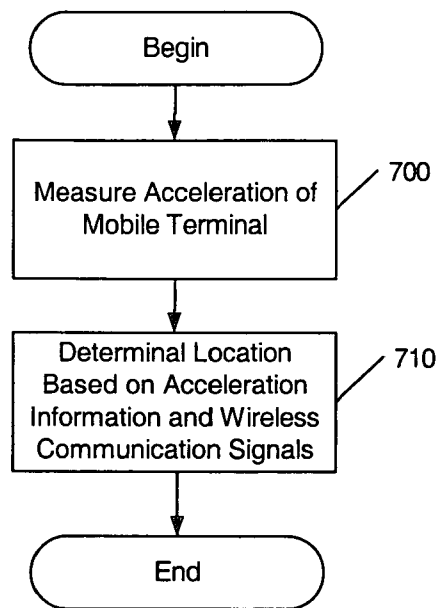 Begin
Measure Acceleration of
Mobile Terminal
700
Determinal Location
Based on Acceleration
Information and Wireless
Communication Signals
710
End